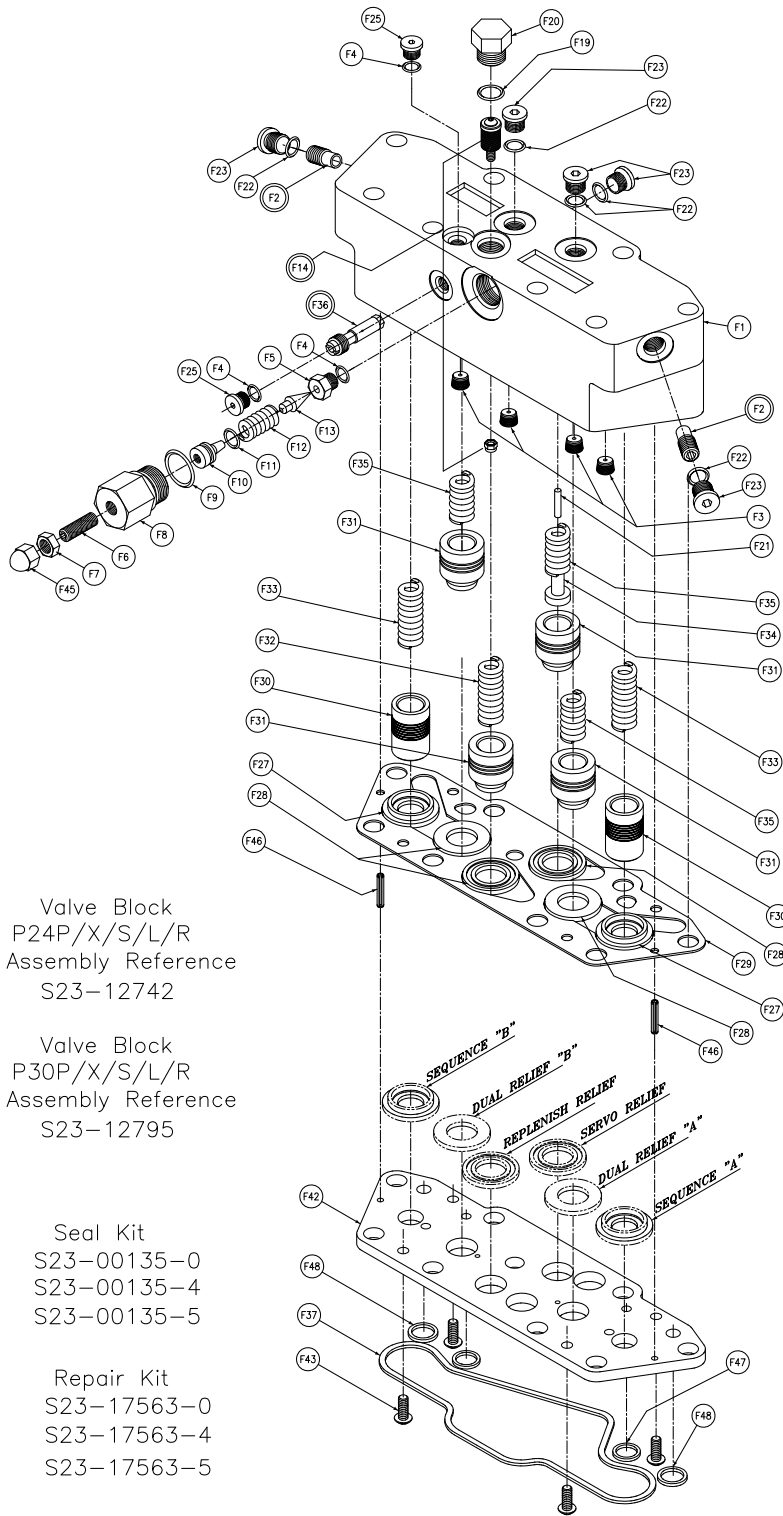 F25
F20
F4
F19
F23
F22
F23
F22
F2
F23
F22
F14
F36
F1
F4
F5
F4
F25
F13
F12
F2
F11
F35
F22
F10
F9
F23
F31
F3
F8
F21
F6
F7
F33
F35
F45
F34
F32
F31
F30
F31
F33
F27
F35
F28
F31
F46
F30
Valve Block
P24P/X/S/L/R
Assembly Reference
S23-12742
F28
F29
F27
F28
F46
Valve Block
P30P/X/S/L/R
Assembly Reference
S23-12795
SEQUENCE "B"
DUAL RELIEF "B"
REPLENISH RELIEF
SERVO RELIEF
DUAL RELIEF "A"
SEQUENCE "A"
F42
Seal Kit
S23-00135-0
S23-00135-4
S23-00135-5
F48
F37
F47
F43
F48
Repair Kit
S23-17563-0
S23-17563-4
S23-17563-5